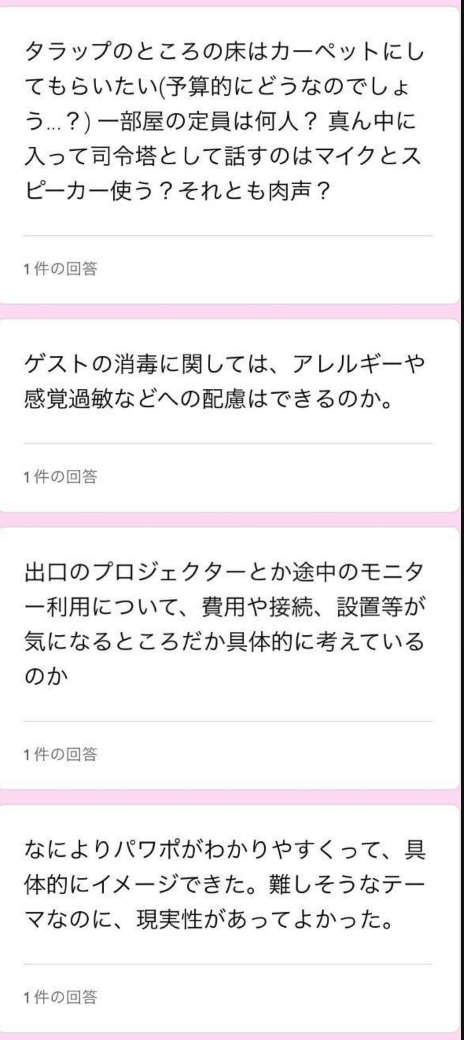 タラップのところの床はカーペットにし
てもらいたい(予算的にどうなのでしょ
う...？) 一部屋の定員は何人？ 真ん中に
入って司令塔として話すのはマイクとス
ピーカー使う？それとも肉声？
1 件の回答
ゲストの消毒に関しては、アレルギーや
感覚過敏などへの配慮はできるのか。
1 件の回答
出口のプロジェクターとか途中のモニタ
ー利用について、費用や接続、設置等が
気になるところだか具体的に考えている
のか
1 件の回答
なによりパワポがわかりやすくって、具
体的にイメージできた。難しそうなテー
マなのに、現実性があってよかった。
1 件の回答